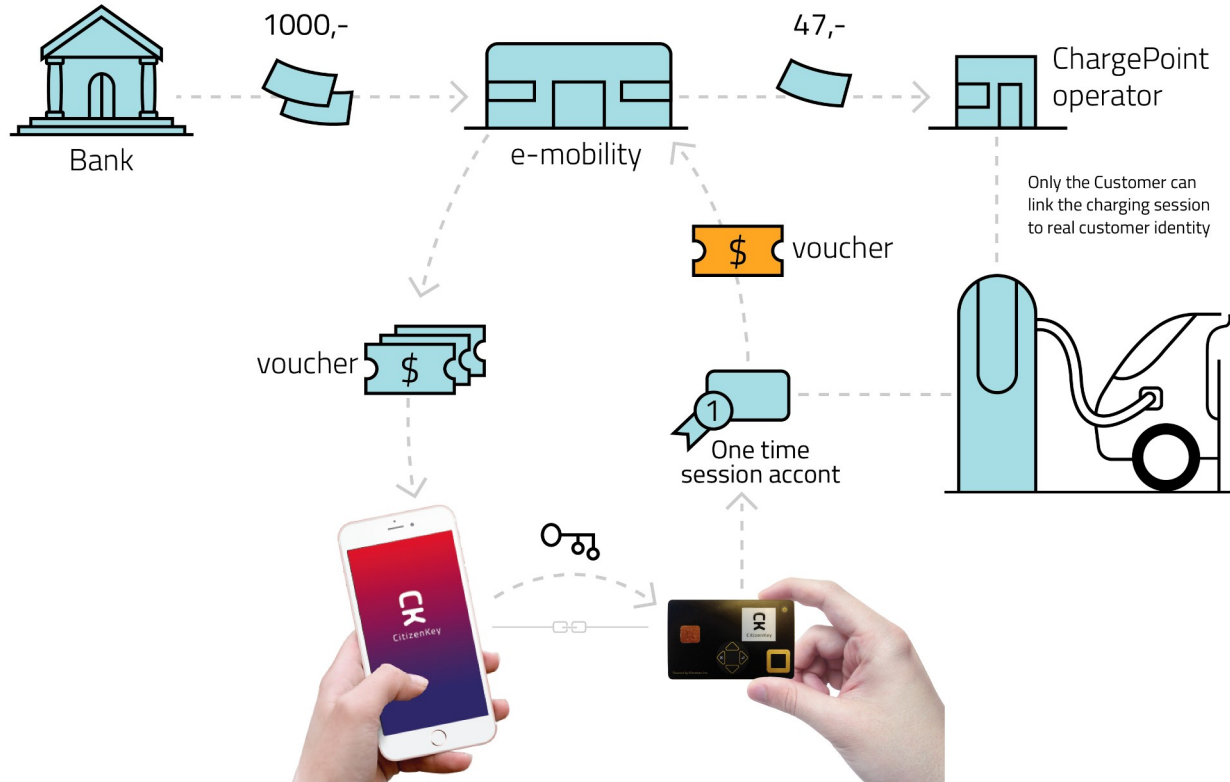 1000,-
47,-
ChargePoint
operator
Bank
e-mobility
Only the Customer can
link the charging session
to real customer identity
$ voucher
voucher $
1
One time
session accont
CK
CitizenKey
CK
CitizenKey